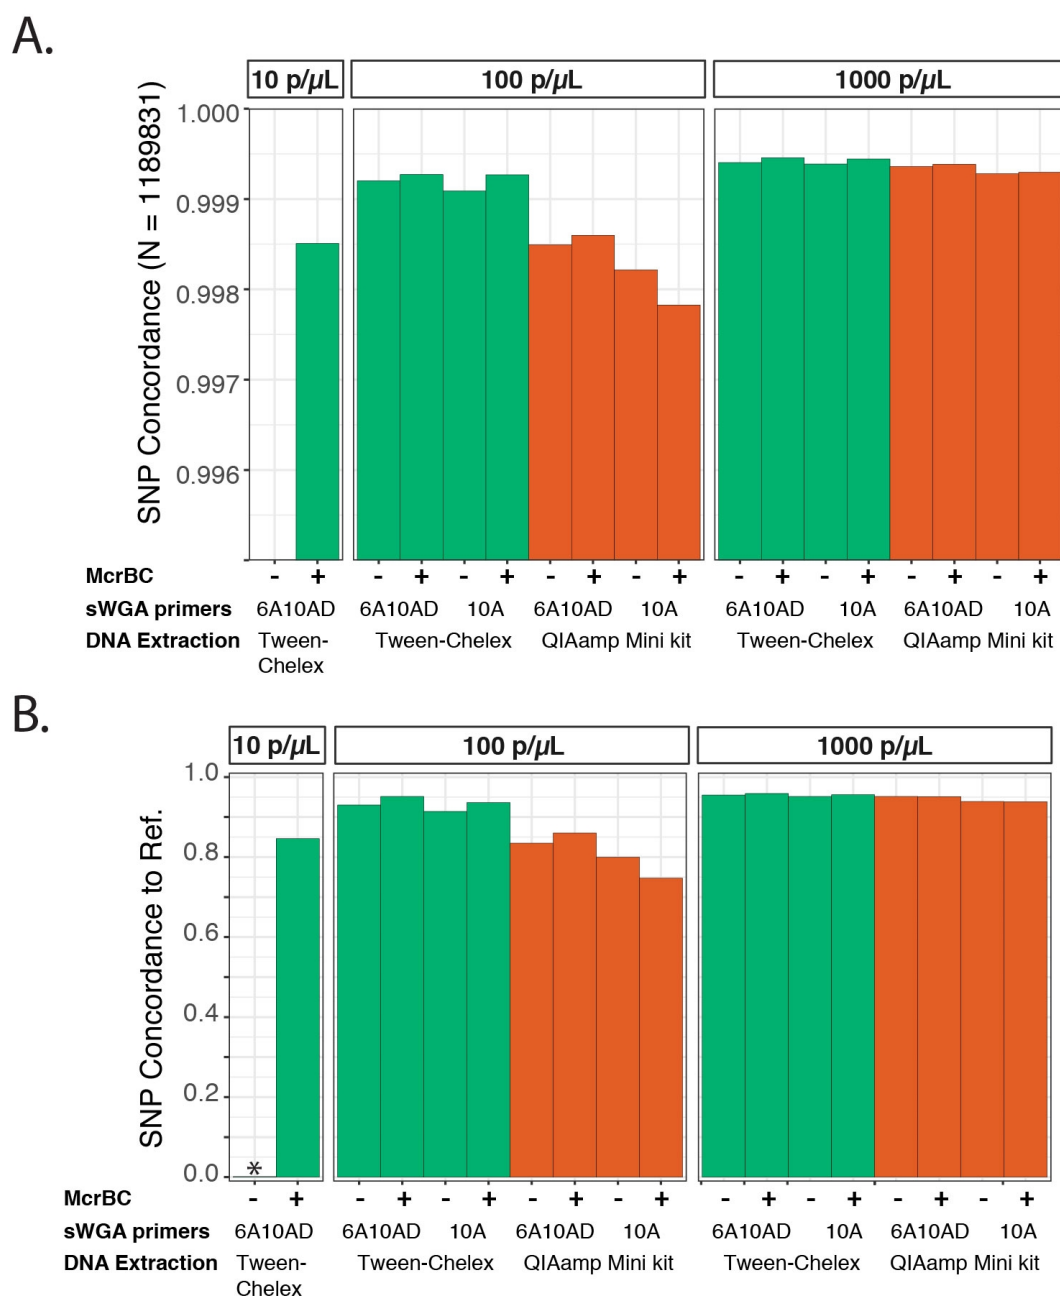 A.
10 p/µL 100 p/µL 1000 p/µL
SNP Concordance (N = 1189831)
1.000
0.999
0.998
0.997
0.996
McrBC - + - + - + - + - + - + - + - + - +
sWGA primers 6A10AD 6A10AD 10A 6A10AD 10A 6A10AD 10A 6A10AD 10A
DNA Extraction Tween- Tween-Chelex QIAamp Mini kit Tween-Chelex QIAamp Mini kit
Chelex
B.
10 p/µL 100 p/µL 1000 p/µL
SNP Concordance to Ref.
1.0
0.8
0.6
0.4
0.2
0.0
*
McrBC - + - + - + - + - + - + - + - + - +
sWGA primers 6A10AD 6A10AD 10A 6A10AD 10A 6A10AD 10A 6A10AD 10A
DNA Extraction Tween- Tween-Chelex QIAamp Mini kit Tween-Chelex QIAamp Mini kit
Chelex